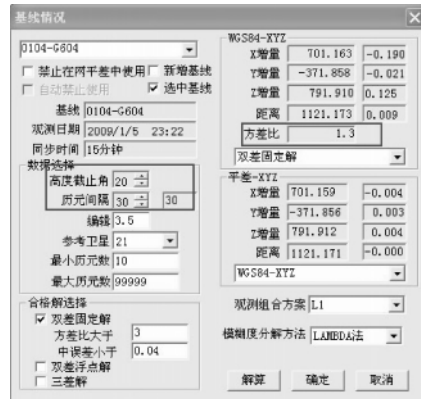 基线情况
0104-G604
禁止在网平差中使用 新增基线
自动禁止使用 选中基线
基线 0104-G604
观测日期 2009/1/5 23:22
同步时间 15分钟
数据选择
高度截止角 20
历元间隔 30 30
编辑 3.5
参考卫星 21
最小历元数 10
最大历元数 99999
合格解选择
双差固定解
方差比大于 3
中误差小于 0.04
双差浮点解
三差解
WGS84-XYZ
X增量 701.163 -0.190
Y增量 -371.858 -0.021
Z增量 791.910 0.125
距离 1121.173 0.009
方差比 1.3
双差固定解
平差-XYZ
X增量 701.159 -0.004
Y增量 -371.856 0.003
Z增量 791.912 0.004
距离 1121.171 -0.000
WGS84-XYZ
观测组合方案 L1
模糊度分解方法 LAMBDA法
解算 确定 取消